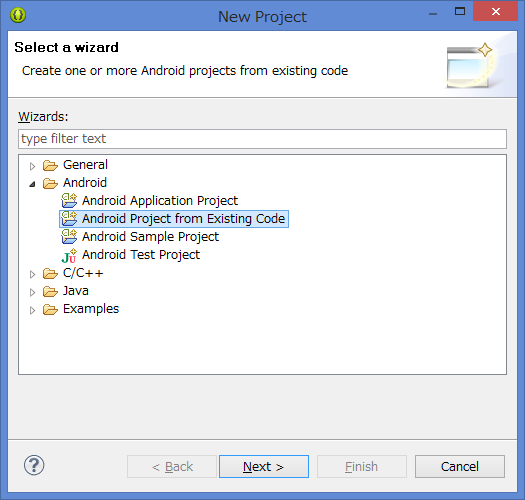 New Project
Select a wizard
Create one or more Android projects from existing code
Wizards:
type filter text
General
Android
Android Application Project
Android Project from Existing Code
Android Sample Project
Android Test Project
C/C++
Java
Examples
< Back
Next >
Finish
Cancel